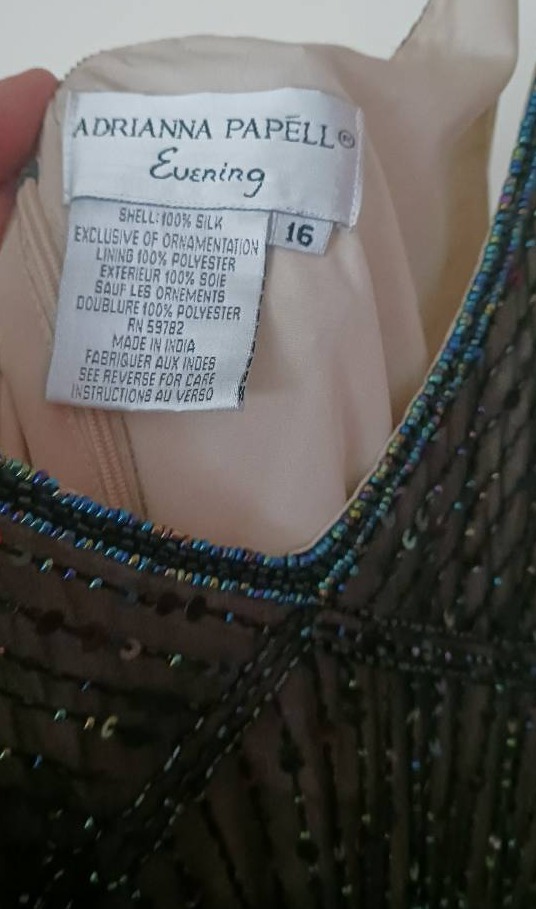 ADRIANNA PAPÉLL®
Evening
16
SHELL: 100% SILK
EXCLUSIVE OF ORNAMENTATION
LINING 100% POLYESTER
EXTERIEUR 100% SOIE
SAUF LES ORNEMENTS
DOUBLURE 100% POLYESTER
RN 59782
MADE IN INDIA
FABRIQUER AUX INDES
SEE REVERSE FOR CARE
INSTRUCTIONS AU VERSO